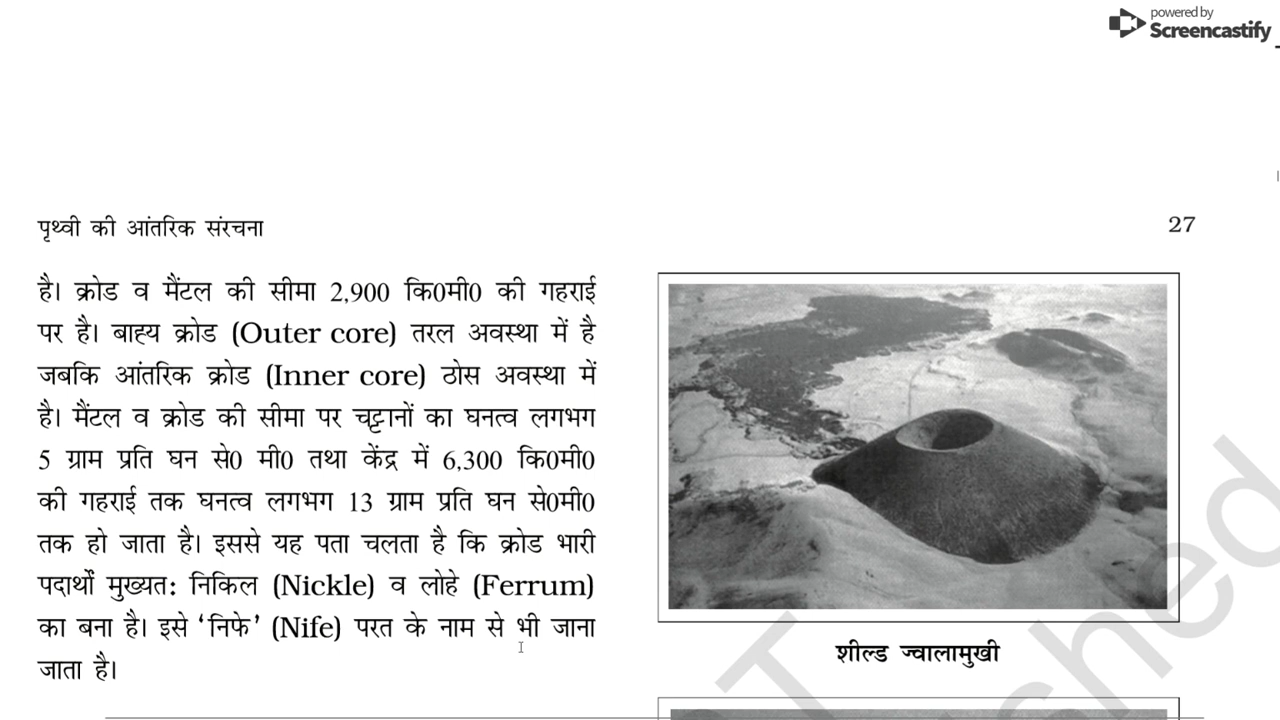 powered by
Screencastify
पृथ्वी की आंतरिक संरचना
27
है। क्रोड व मैंटल की सीमा 2,900 कि0मी0 की गहराई
पर है। बाह्य क्रोड (Outer core) तरल अवस्था में है
जबकि आंतरिक क्रोड (Inner core) ठोस अवस्था में
है। मैंटल व क्रोड की सीमा पर चट्टानों का घनत्व लगभग
5 ग्राम प्रति घन से0 मी0 तथा केंद्र में 6,300 कि0मी0
की गहराई तक घनत्व लगभग 13 ग्राम प्रति घन से0मी0
तक हो जाता है। इससे यह पता चलता है कि क्रोड भारी
पदार्थों मुख्यत: निकिल (Nickle) व लोहे (Ferrum)
का बना है। इसे ‘निफे’ (Nife) परत के नाम से भी जाना
जाता है।
शील्ड ज्वालामुखी